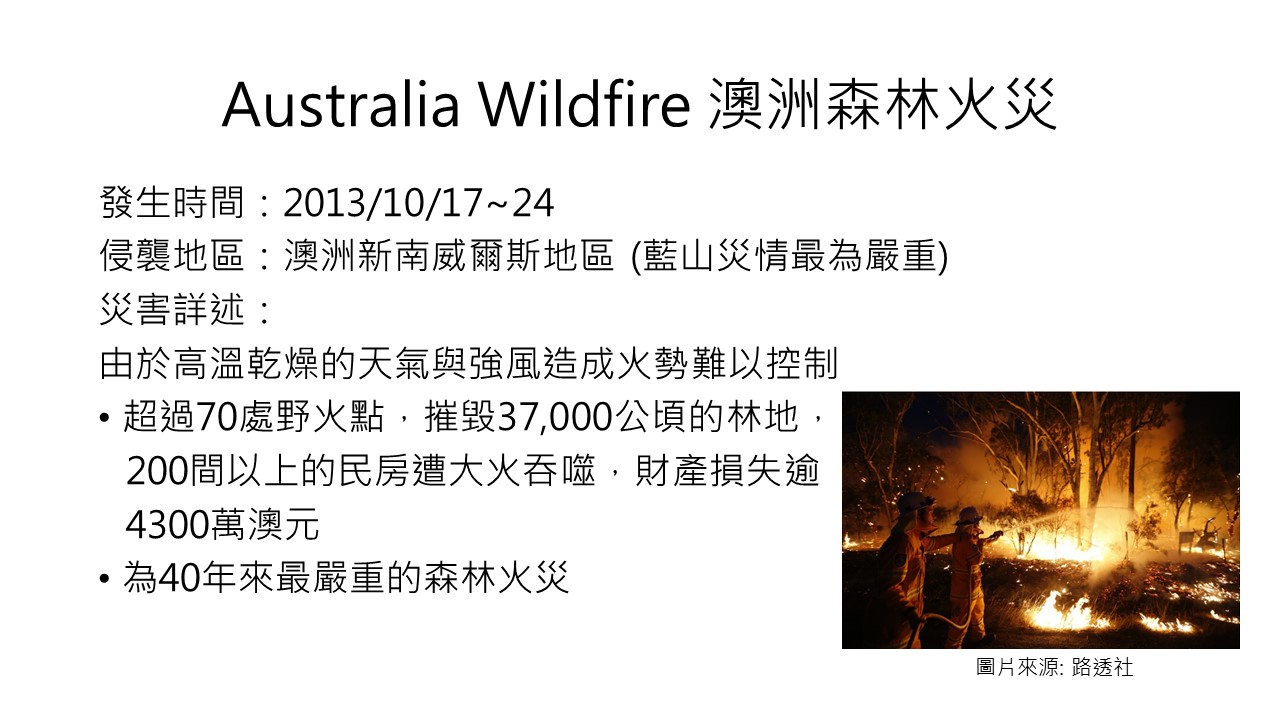 Australia Wildfire 澳洲森林火災
發生時間：2013/10/17~24
侵襲地區：澳洲新南威爾斯地區 (藍山災情最為嚴重)
災害詳述：
由於高溫乾燥的天氣與強風造成火勢難以控制
• 超過70處野火點，摧毀37,000公頃的林地，
200間以上的民房遭大火吞噬，財產損失逾
4300萬澳元
• 為40年來最嚴重的森林火災
圖片來源: 路透社